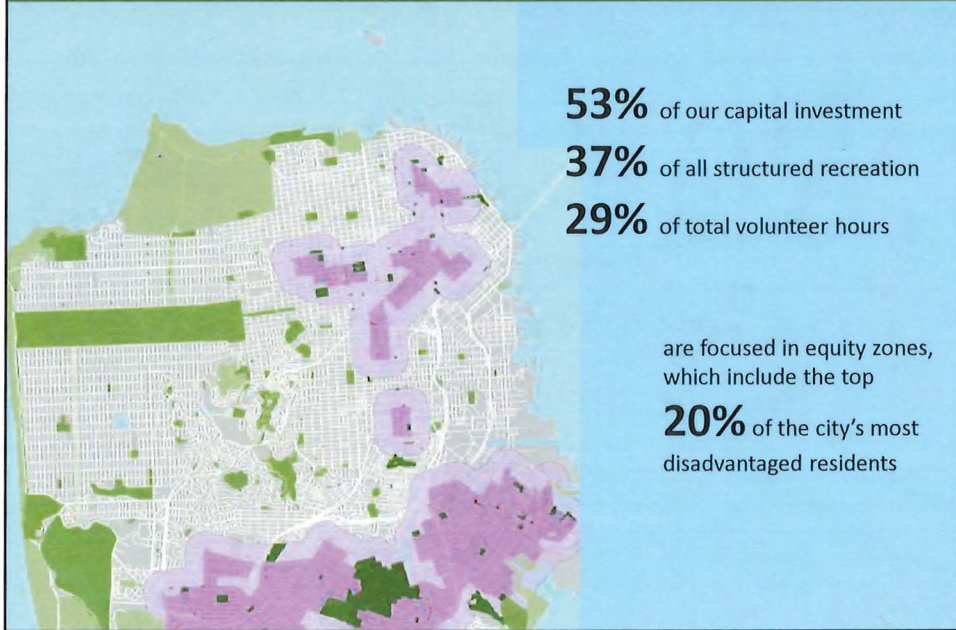 53% of our capital investment
37% of all structured recreation
29% of total volunteer hours
are focused in equity zones,
which include the top
20% of the city's most
disadvantaged residents